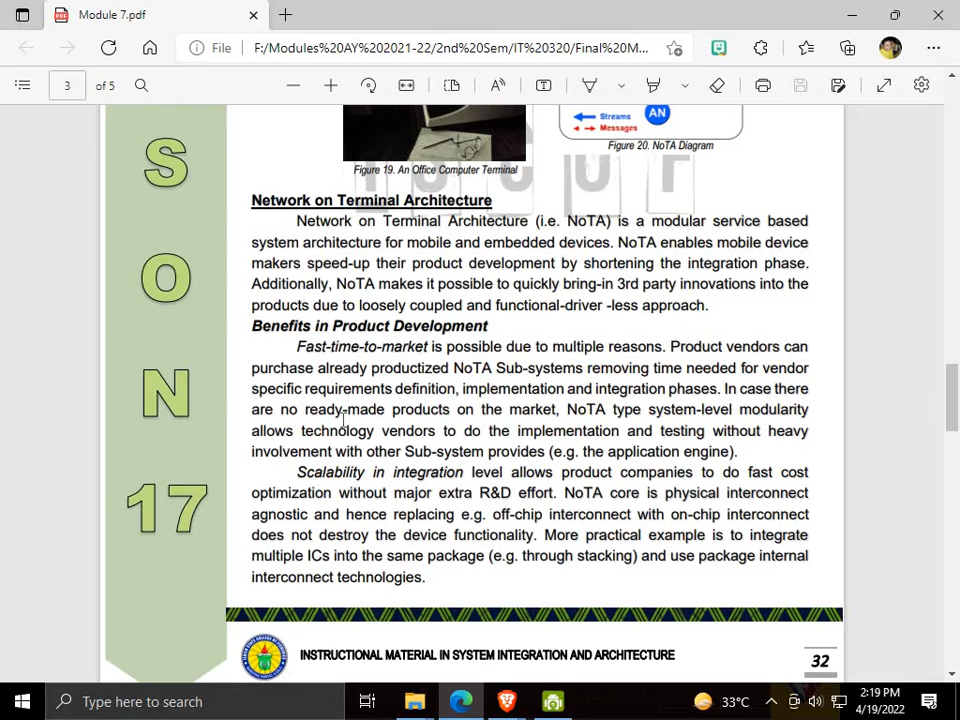 Module 7.pdf
File
F:/Modules%20AY%202021-22/2nd%20Sem/IT%20320/Final%20M...
3 of 5
Streams
AN
Messages
Figure 20. NoTA Diagram
Figure 19. An Office Computer Terminal
Network on Terminal Architecture
Network on Terminal Architecture (i.e. NoTA) is a modular service based
system architecture for mobile and embedded devices. NoTA enables mobile device
makers speed-up their product development by shortening the integration phase.
Additionally, NoTA makes it possible to quickly bring-in 3rd party innovations into the
products due to loosely coupled and functional-driver -less approach.
Benefits in Product Development
Fast-time-to-market is possible due to multiple reasons. Product vendors can
purchase already productized NoTA Sub-systems removing time needed for vendor
specific requirements definition, implementation and integration phases. In case there
are no ready-made products on the market, NoTA type system-level modularity
allows technology vendors to do the implementation and testing without heavy
involvement with other Sub-system provides (e.g. the application engine).
Scalability in integration level allows product companies to do fast cost
optimization without major extra R&D effort. NoTA core is physical interconnect
agnostic and hence replacing e.g. off-chip interconnect with on-chip interconnect
does not destroy the device functionality. More practical example is to integrate
multiple ICs into the same package (e.g. through stacking) and use package internal
interconnect technologies.
S
O
N
17
INSTRUCTIONAL MATERIAL IN SYSTEM INTEGRATION AND ARCHITECTURE
32
Type here to search
33°C
2:19 PM
4/19/2022